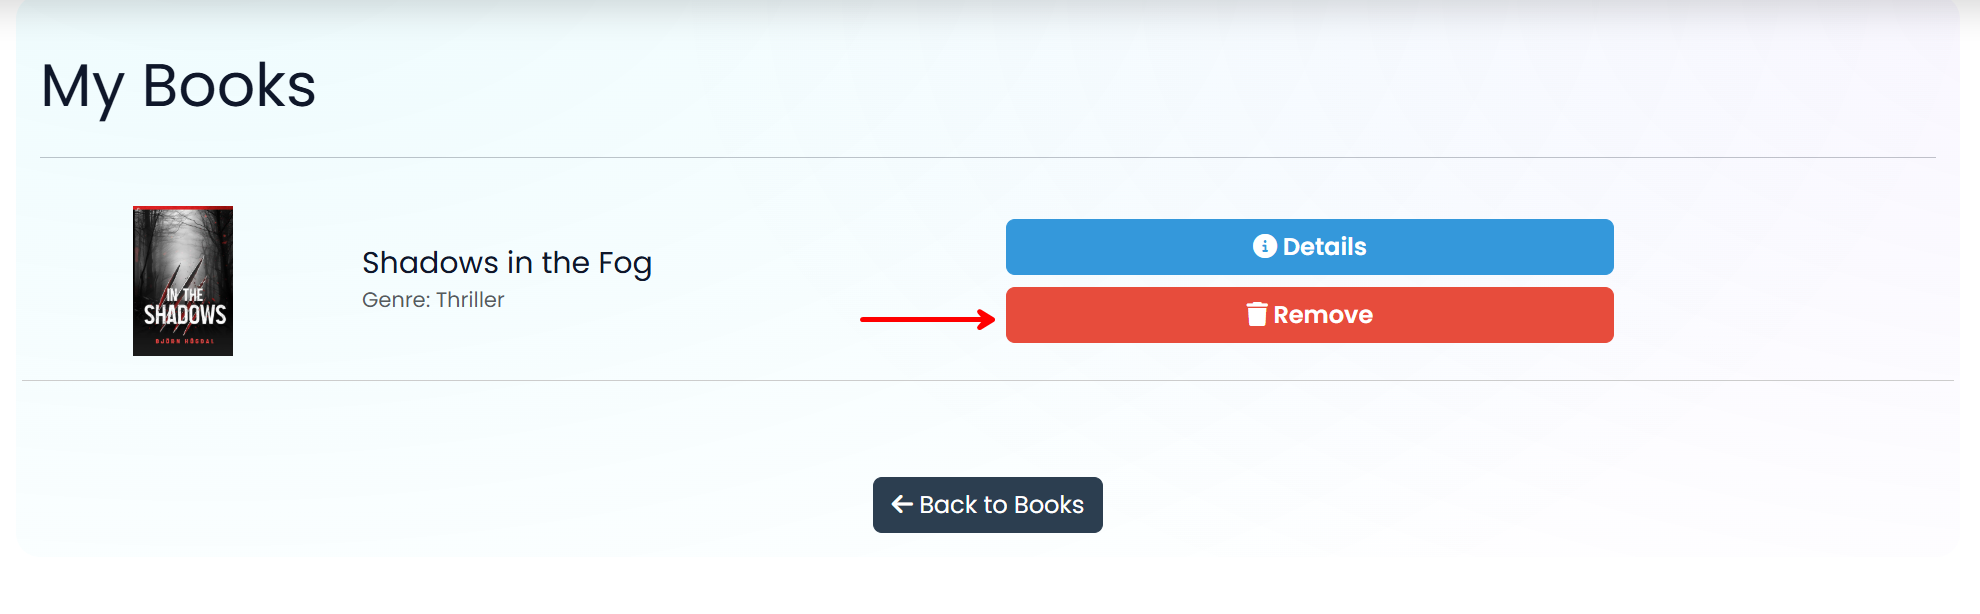 My Books
IN THE
SHADOWS
Shadows in the Fog
Genre: Thriller
Details
Remove
Back to Books